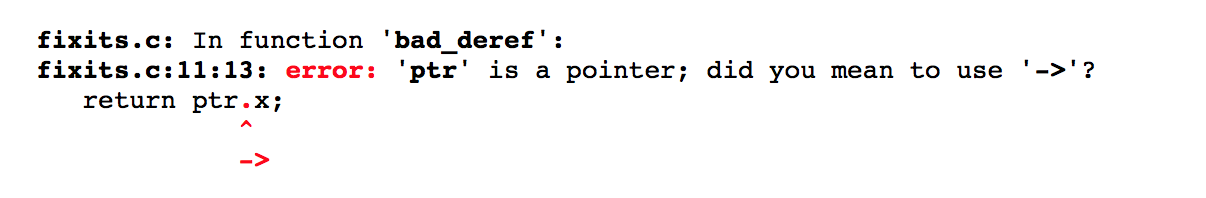 fixits.c: In function 'bad_deref':
fixits.c:11:13: error: 'ptr' is a pointer; did you mean to use '->'?
   return ptr.x;
             ^
             ->